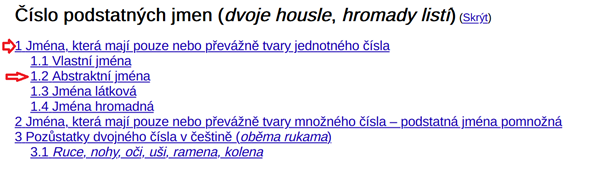 Číslo podstatných jmen (dvoje housle, hromady listí) (Skrýt)
1 Jména, která mají pouze nebo převážně tvary jednotného čísla
1.1 Vlastní jména
1.2 Abstraktní jména
1.3 Jména látková
1.4 Jména hromadná
2 Jména, která mají pouze nebo převážně tvary množného čísla – podstatná jména pomnožná
3 Pozůstatky dvojného čísla v češtině (oběma rukama)
3.1 Ruce, nohy, oči, uši, ramena, kolena